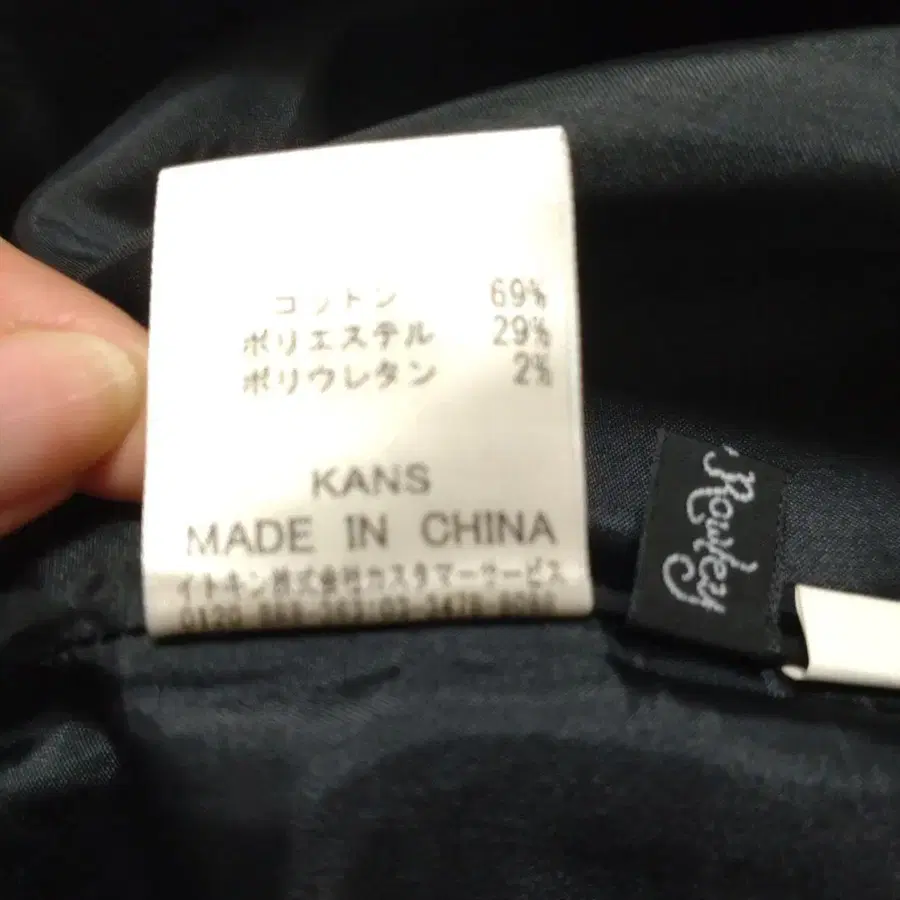 コットン 69%
ポリエステル 29%
ポリウレタン 2%
KANS
MADE IN CHINA
イトキン株式会社カスタマーサービス
0120
Rowky